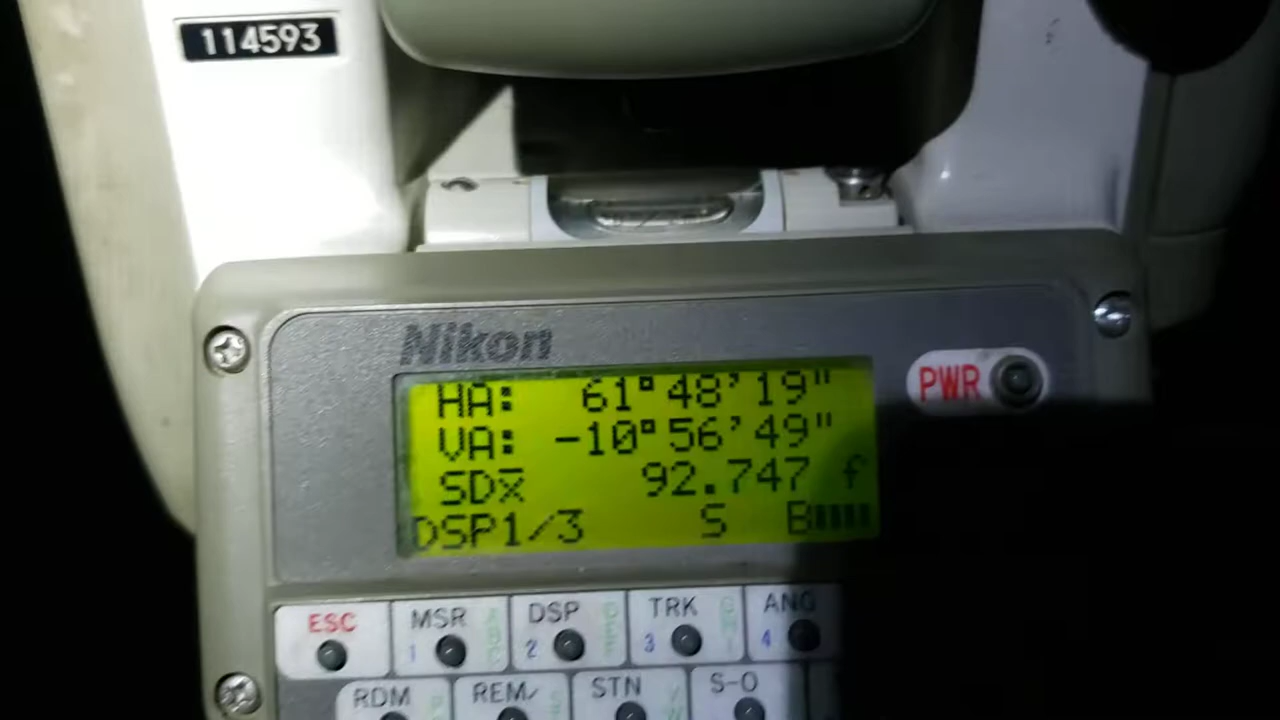 114593
Nikon
PWR
HA: 61°48'19"
VA: -10°56'49"
SDx̅ 92.747 f
DSP1/3 S B
ESC MSR DSP TRK ANG
1 2 3 4
RDM REM/ STN S-O